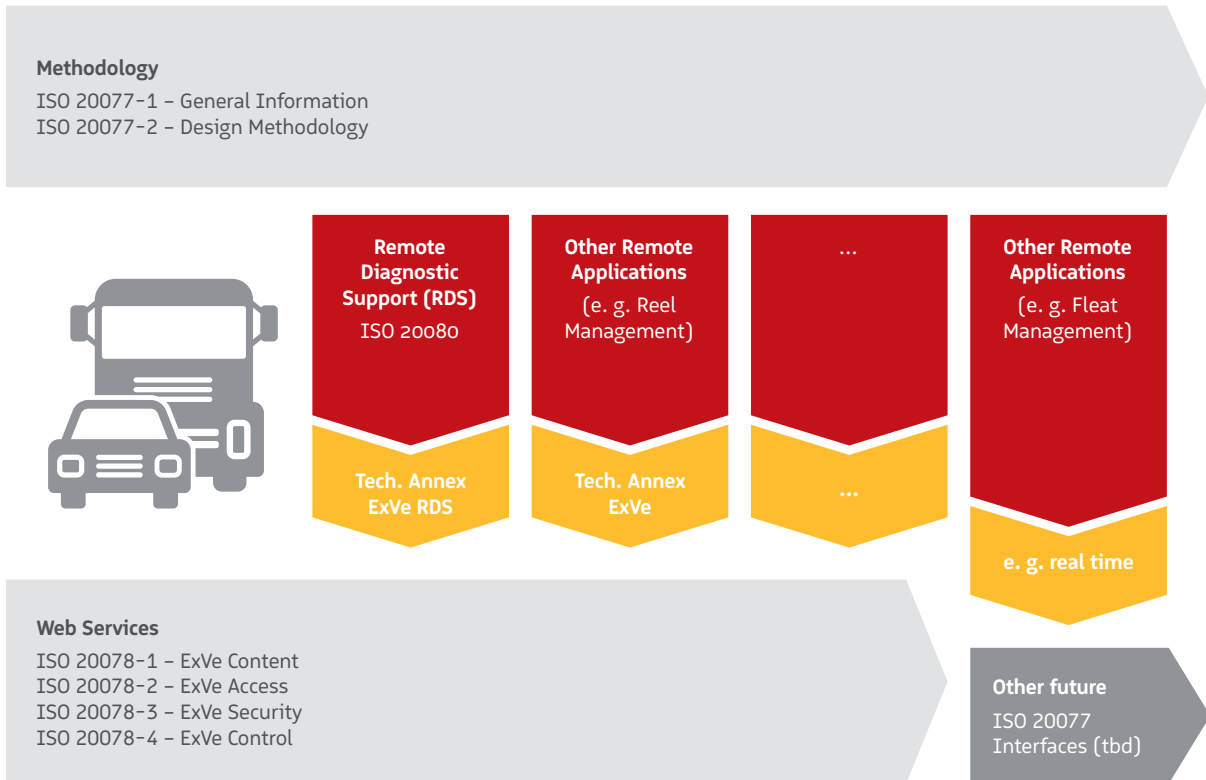 Methodology
ISO 20077-1 – General Information
ISO 20077-2 – Design Methodology
Remote
Diagnostic
Support (RDS)
ISO 20080
Tech. Annex
ExVe RDS
Other Remote
Applications
(e. g. Reel
Management)
Tech. Annex
ExVe
...
...
Other Remote
Applications
(e. g. Fleat
Management)
e. g. real time
Web Services
ISO 20078-1 – ExVe Content
ISO 20078-2 – ExVe Access
ISO 20078-3 – ExVe Security
ISO 20078-4 – ExVe Control
Other future
ISO 20077
Interfaces (tbd)